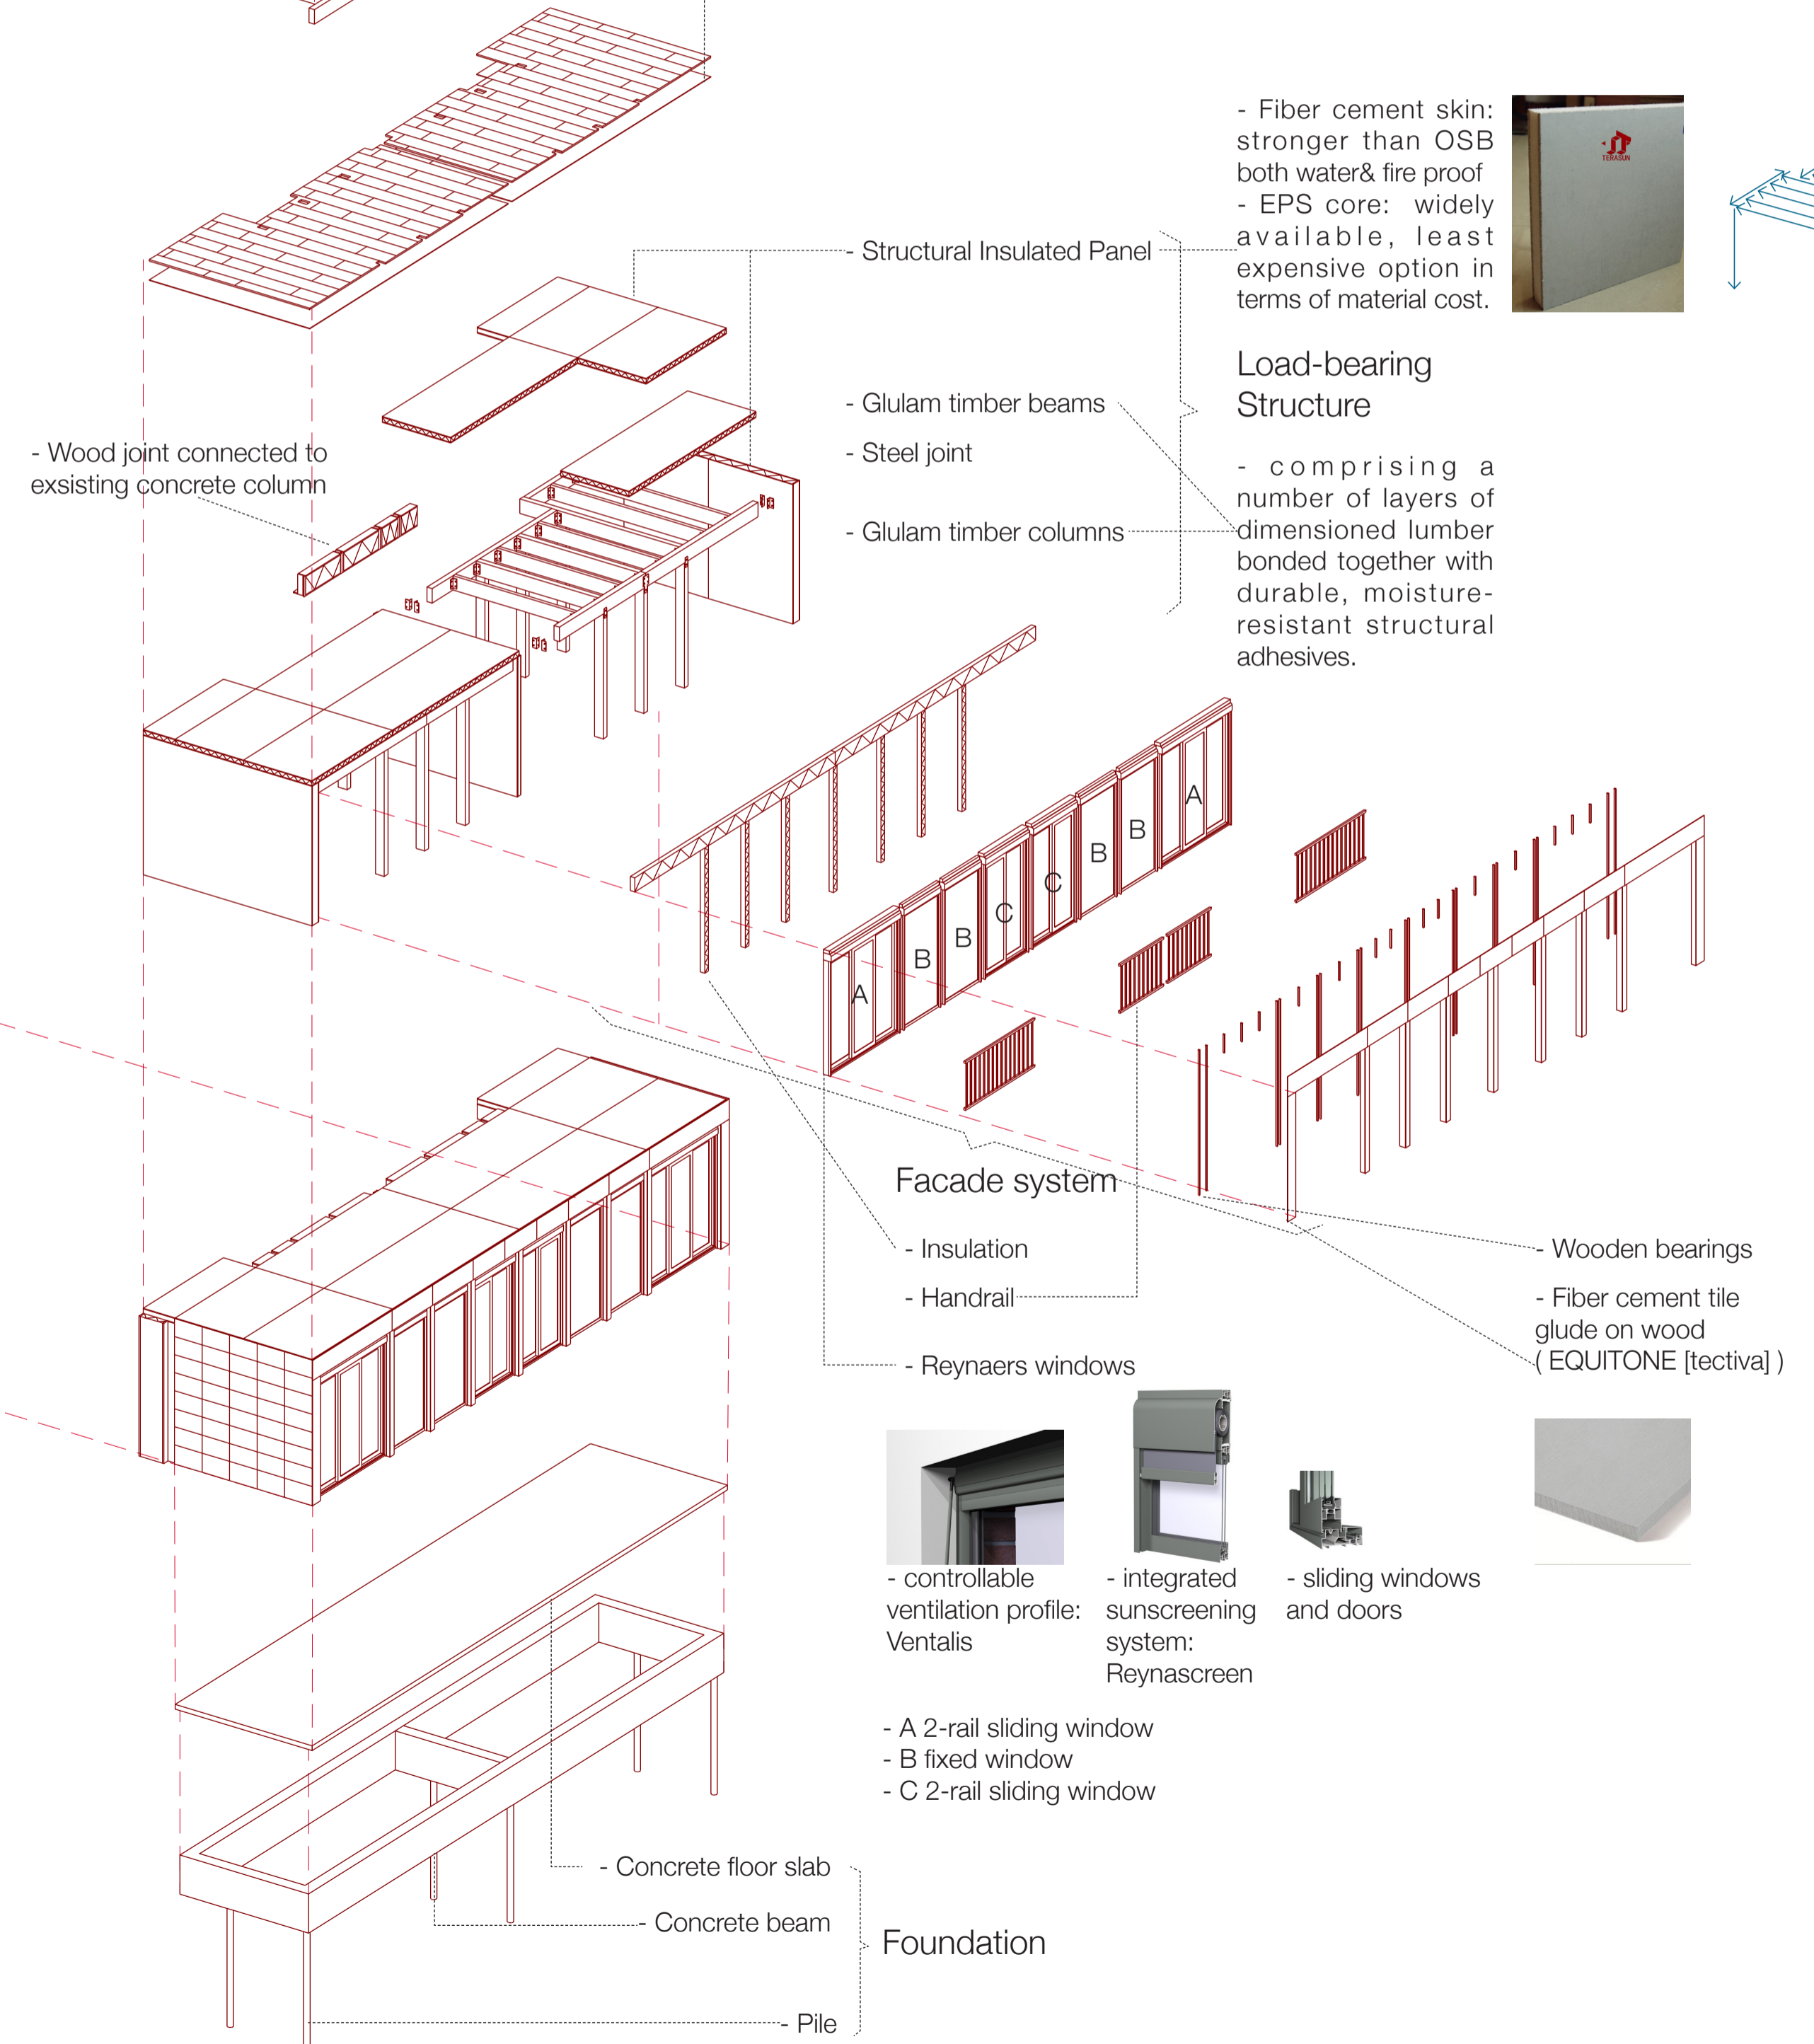 - Fiber cement skin:
stronger than OSB
both water& fire proof
- EPS core: widely
available, least
expensive option in
terms of material cost.
TERASUN
- Structural Insulated Panel
Load-bearing
Structure
- Glulam timber beams
- Steel joint
- Glulam timber columns
- comprising a
number of layers of
dimensioned lumber
bonded together with
durable, moisture-
resistant structural
adhesives.
- Wood joint connected to
exsisting concrete column
A
B
B
C
C
B
B
A
Facade system
- Insulation
- Handrail
- Reynaers windows
- Wooden bearings
- Fiber cement tile
glude on wood
( EQUITONE [tectiva] )
- controllable
ventilation profile:
Ventalis
- integrated
sunscreening
system:
Reynascreen
- sliding windows
and doors
- A 2-rail sliding window
- B fixed window
- C 2-rail sliding window
- Concrete floor slab
- Concrete beam
Foundation
- Pile